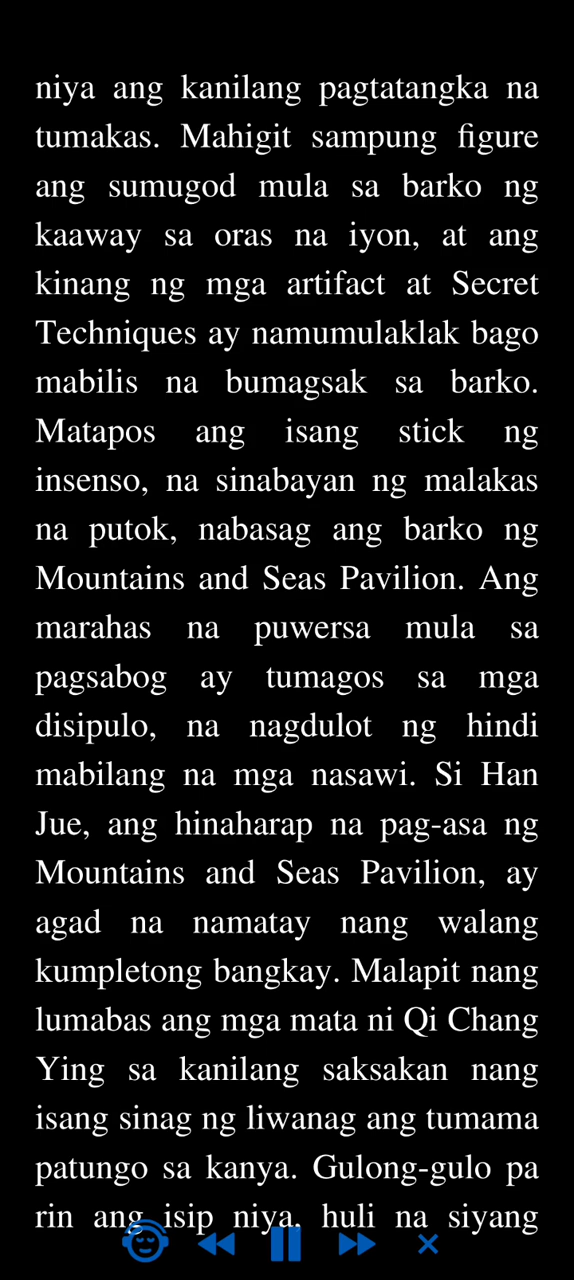 niya ang kanilang pagtatangka na
tumakas. Mahigit sampung figure
ang sumugod mula sa barko ng
kaaway sa oras na iyon, at ang
kinang ng mga artifact at Secret
Techniques ay namumulaklak bago
mabilis na bumagsak sa barko.
Matapos ang isang stick ng
insenso, na sinabayan ng malakas
na putok, nabasag ang barko ng
Mountains and Seas Pavilion. Ang
marahas na puwersa mula sa
pagsabog ay tumagos sa mga
disipulo, na nagdulot ng hindi
mabilang na mga nasawi. Si Han
Jue, ang hinaharap na pag-asa ng
Mountains and Seas Pavilion, ay
agad na namatay nang walang
kumpletong bangkay. Malapit nang
lumabas ang mga mata ni Qi Chang
Ying sa kanilang saksakan nang
isang sinag ng liwanag ang tumama
patungo sa kanya. Gulong-gulo pa
rin ang isip niya, huli na siyang